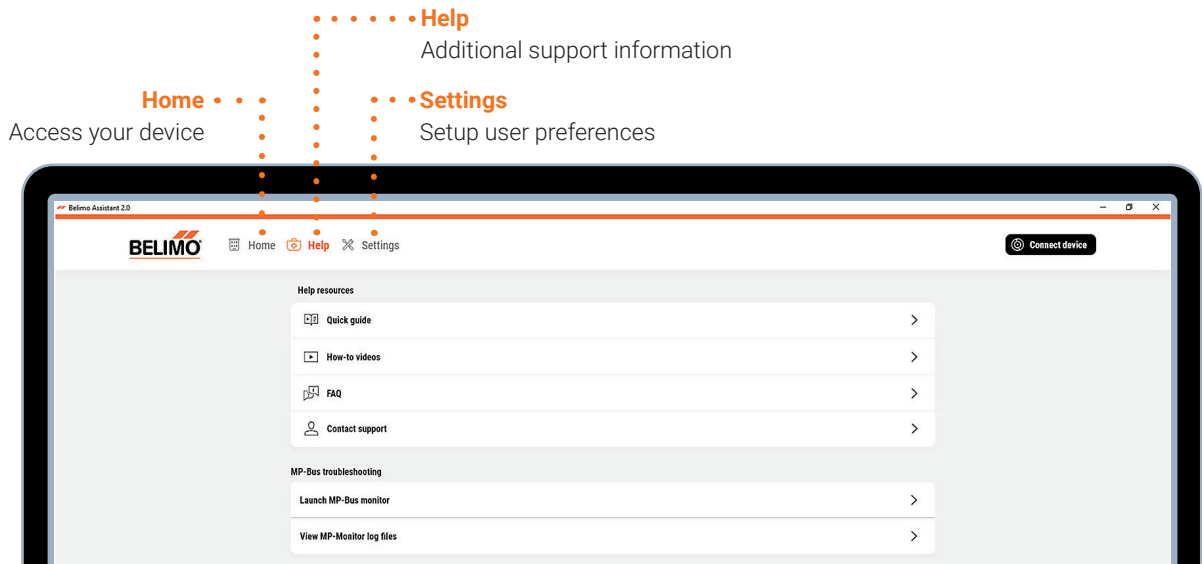 Help
Additional support information
Home
Settings
Access your device
Setup user preferences
Belimo Assistant 2.0
BELIMO
Home
Help
Settings
Connect device
Help resources
Quick guide
How-to videos
FAQ
Contact support
MP-Bus troubleshooting
Launch MP-Bus monitor
View MP-Monitor log files